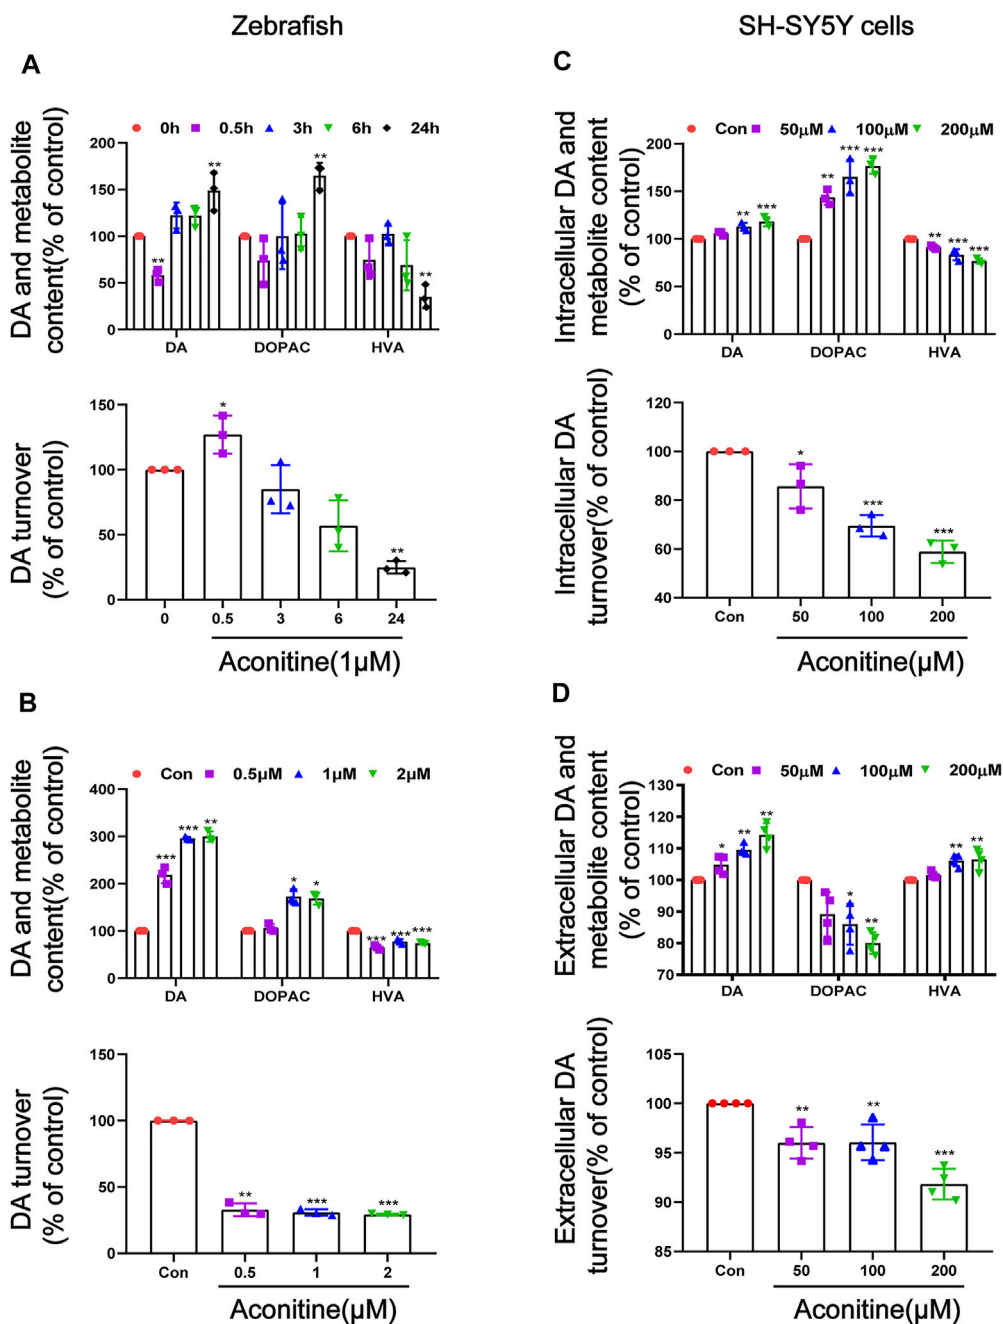 Zebrafish
SH-SY5Y cells
A
0h 0.5h 3h 6h 24h
DA and metabolite
content(% of control)
200
150
100
50
0
** ** ** **
DA DOPAC HVA
DA turnover
(% of control)
150
100
50
0
* **
0 0.5 3 6 24
Aconitine(1μM)
B
Con 0.5μM 1μM 2μM
DA and metabolite
content(% of control)
400
300
200
100
0
*** *** ** * * *** *** ***
DA DOPAC HVA
DA turnover
(% of control)
150
100
50
0
** *** ***
Con 0.5 1 2
Aconitine(μM)
C
Con 50μM 100μM 200μM
Intracellular DA and
metabolite content
(% of control)
200
150
100
50
0
** *** ** *** *** ** *** ***
DA DOPAC HVA
Intracellular DA
turnover(% of control)
120
100
80
60
40
* *** ***
Con 50 100 200
Aconitine(μM)
D
Con 50μM 100μM 200μM
Extracellular DA and
metabolite content
(% of control)
130
120
110
100
90
80
70
* ** ** * ** ** **
DA DOPAC HVA
Extracellular DA
turnover(% of control)
105
100
95
90
85
** ** ***
Con 50 100 200
Aconitine(μM)